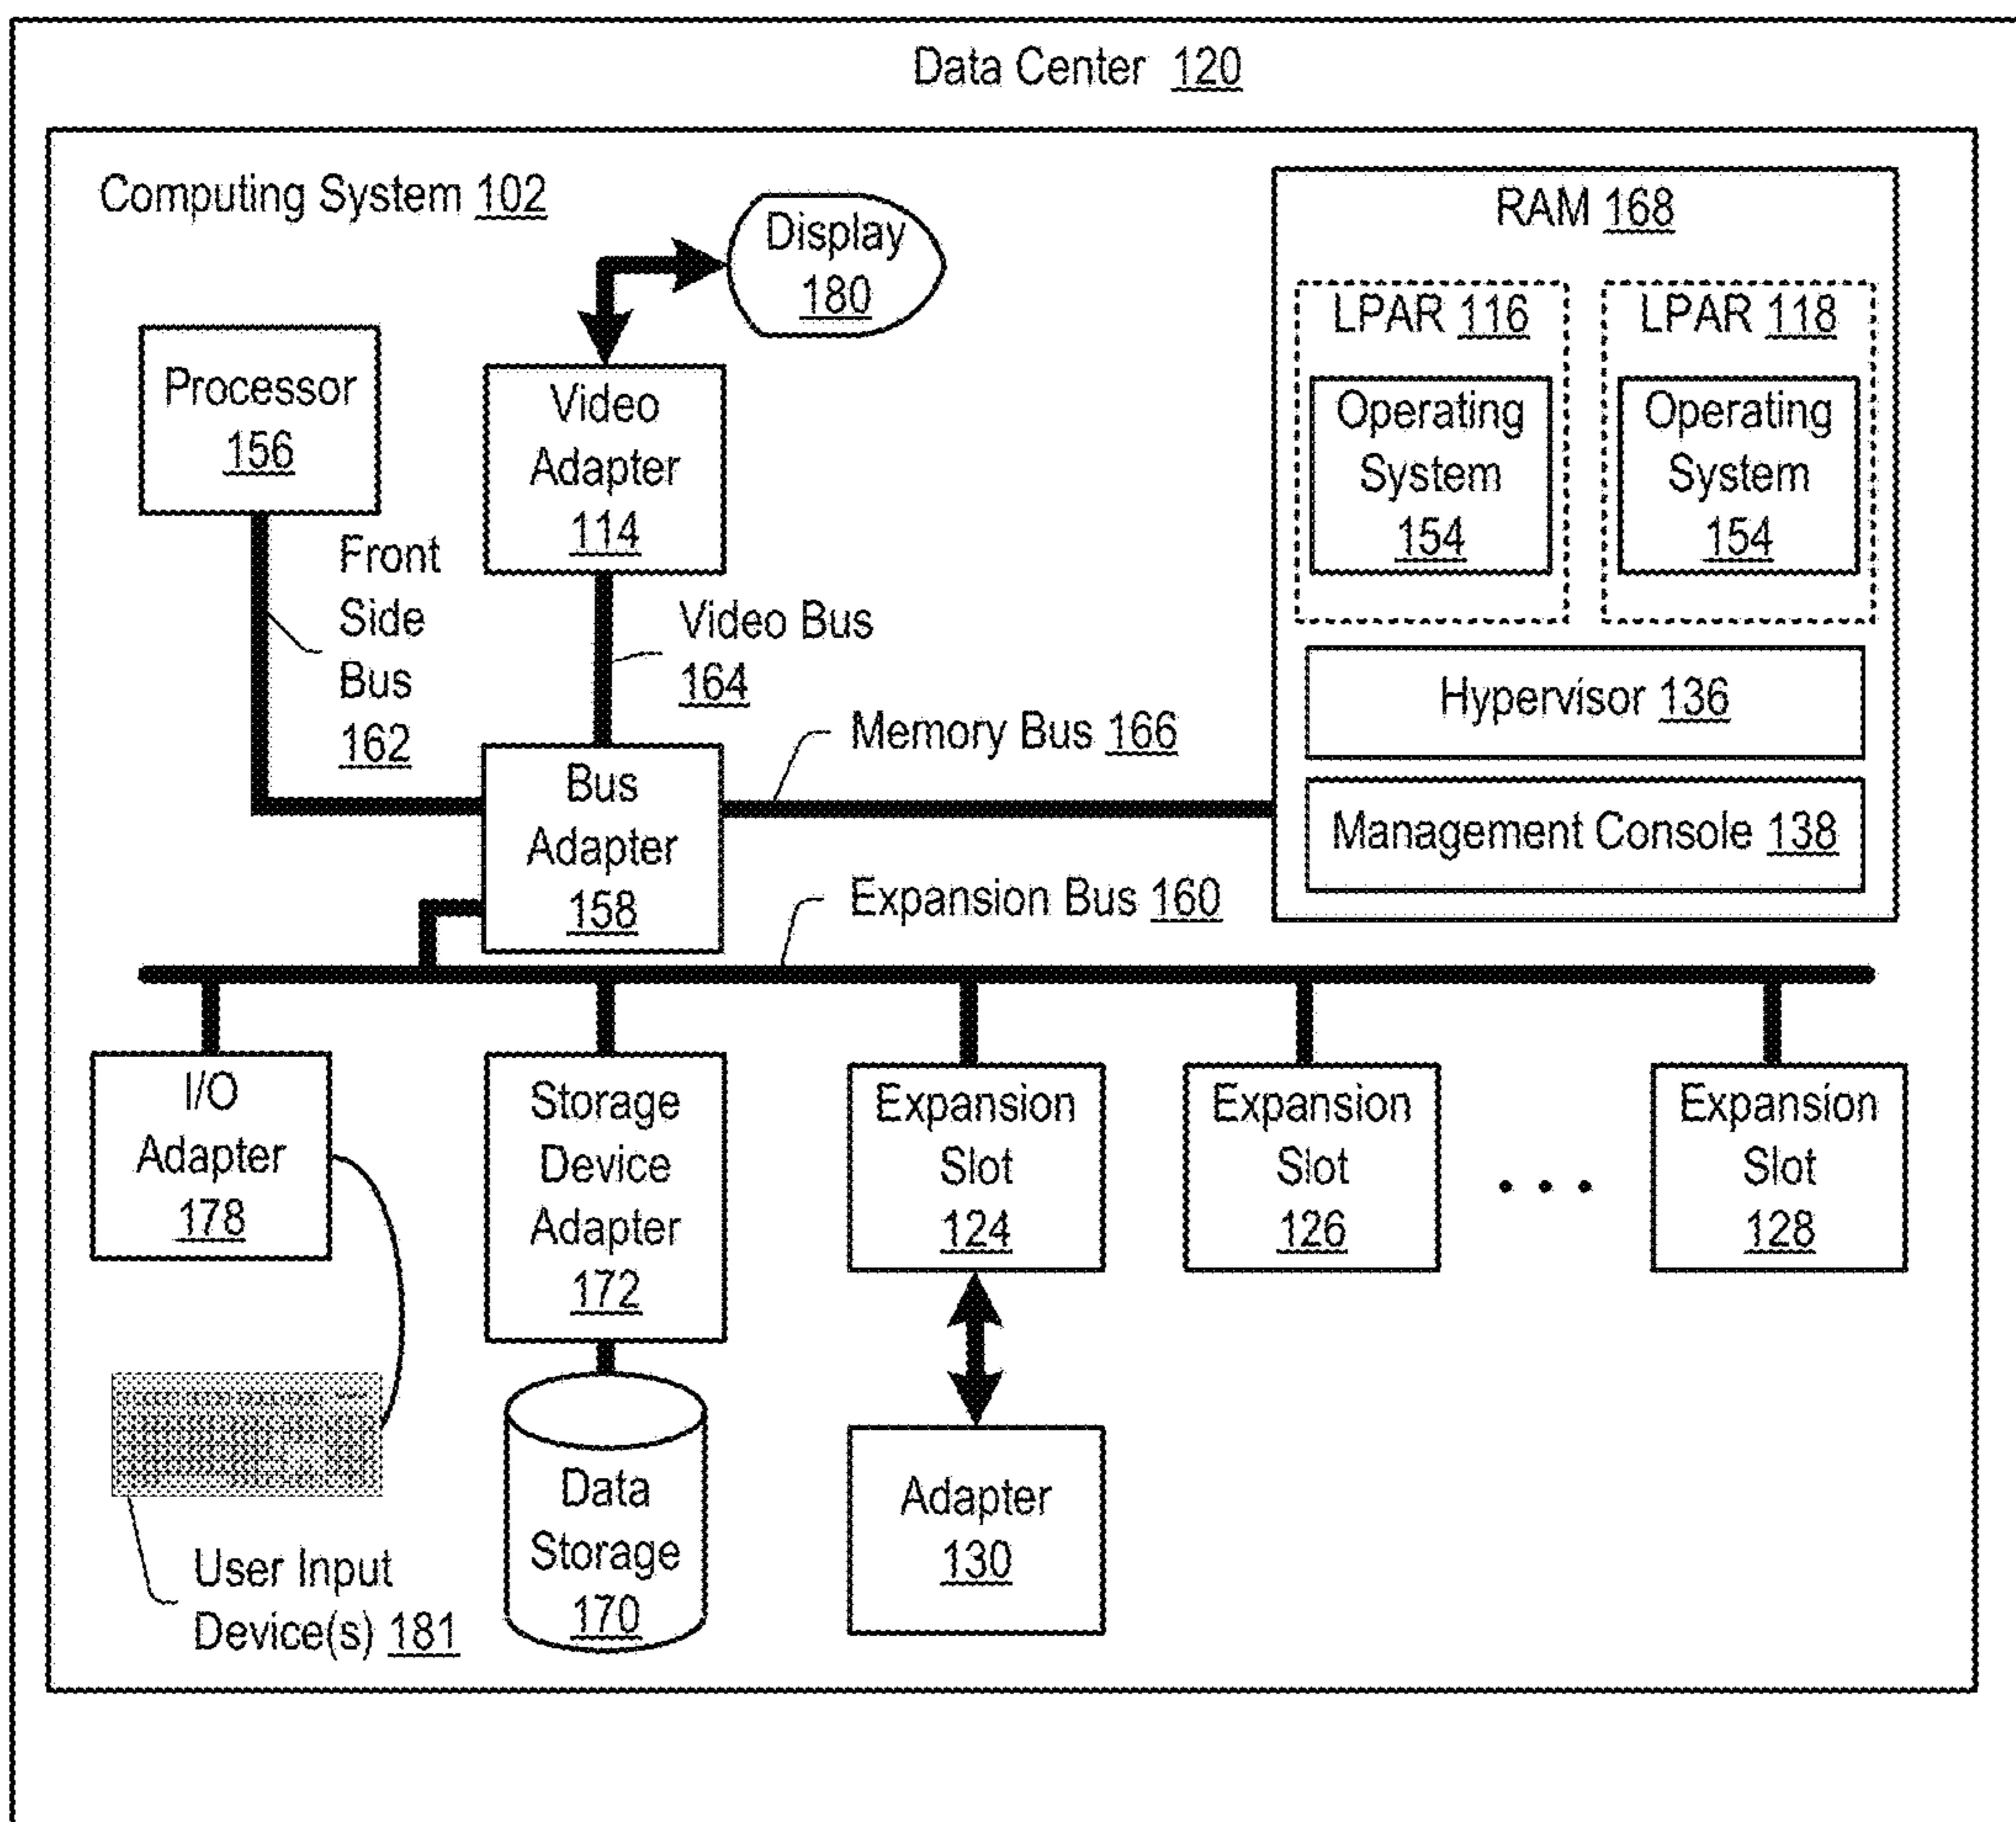 Data Center 120
Computing System 102
Display
180
Processor
156
Video
Adapter
114
Front
Side
Bus
162
Video Bus
164
RAM 168
LPAR 116
Operating
System
154
LPAR 118
Operating
System
154
Hypervisor 136
Management Console 138
Memory Bus 166
Bus
Adapter
158
Expansion Bus 160
I/O
Adapter
178
Storage
Device
Adapter
172
Expansion
Slot
124
Expansion
Slot
126
. . .
Expansion
Slot
128
User Input
Device(s) 181
Data
Storage
170
Adapter
130